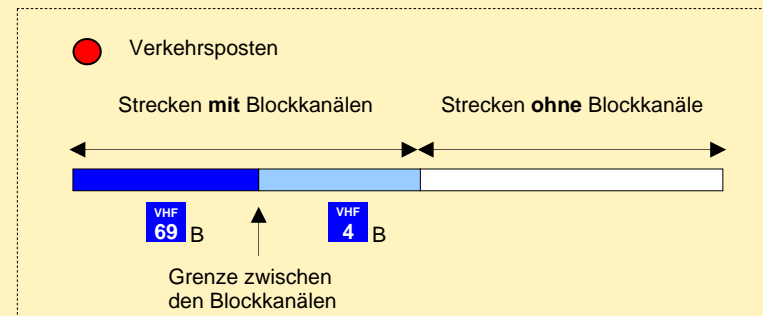 Verkehrsposten
Strecken mit Blockkanälen
Strecken ohne Blockkanäle
VHF
69 B
VHF
4 B
Grenze zwischen
den Blockkanälen